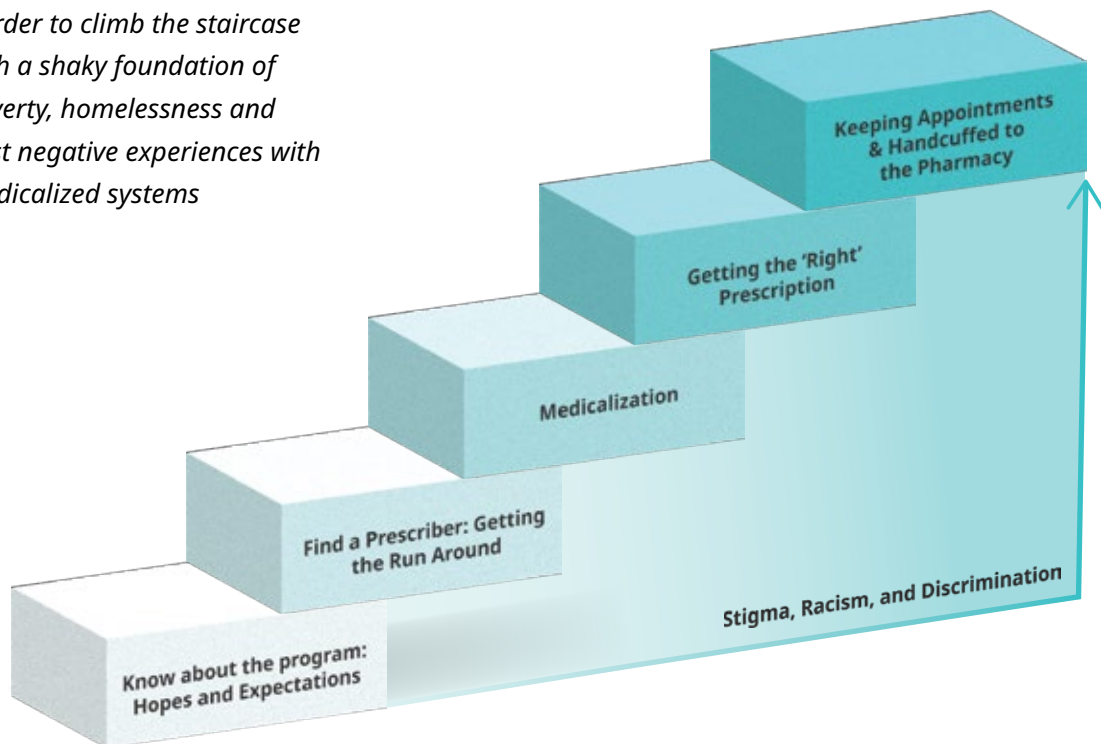 rder to climb the staircase
h a shaky foundation of
verty, homelessness and
st negative experiences with
dicalized systems
Keeping Appointments
& Handcuffed to
the Pharmacy
Getting the ‘Right’
Prescription
Medicalization
Find a Prescriber: Getting
the Run Around
Stigma, Racism, and Discrimination
Know about the program:
Hopes and Expectations